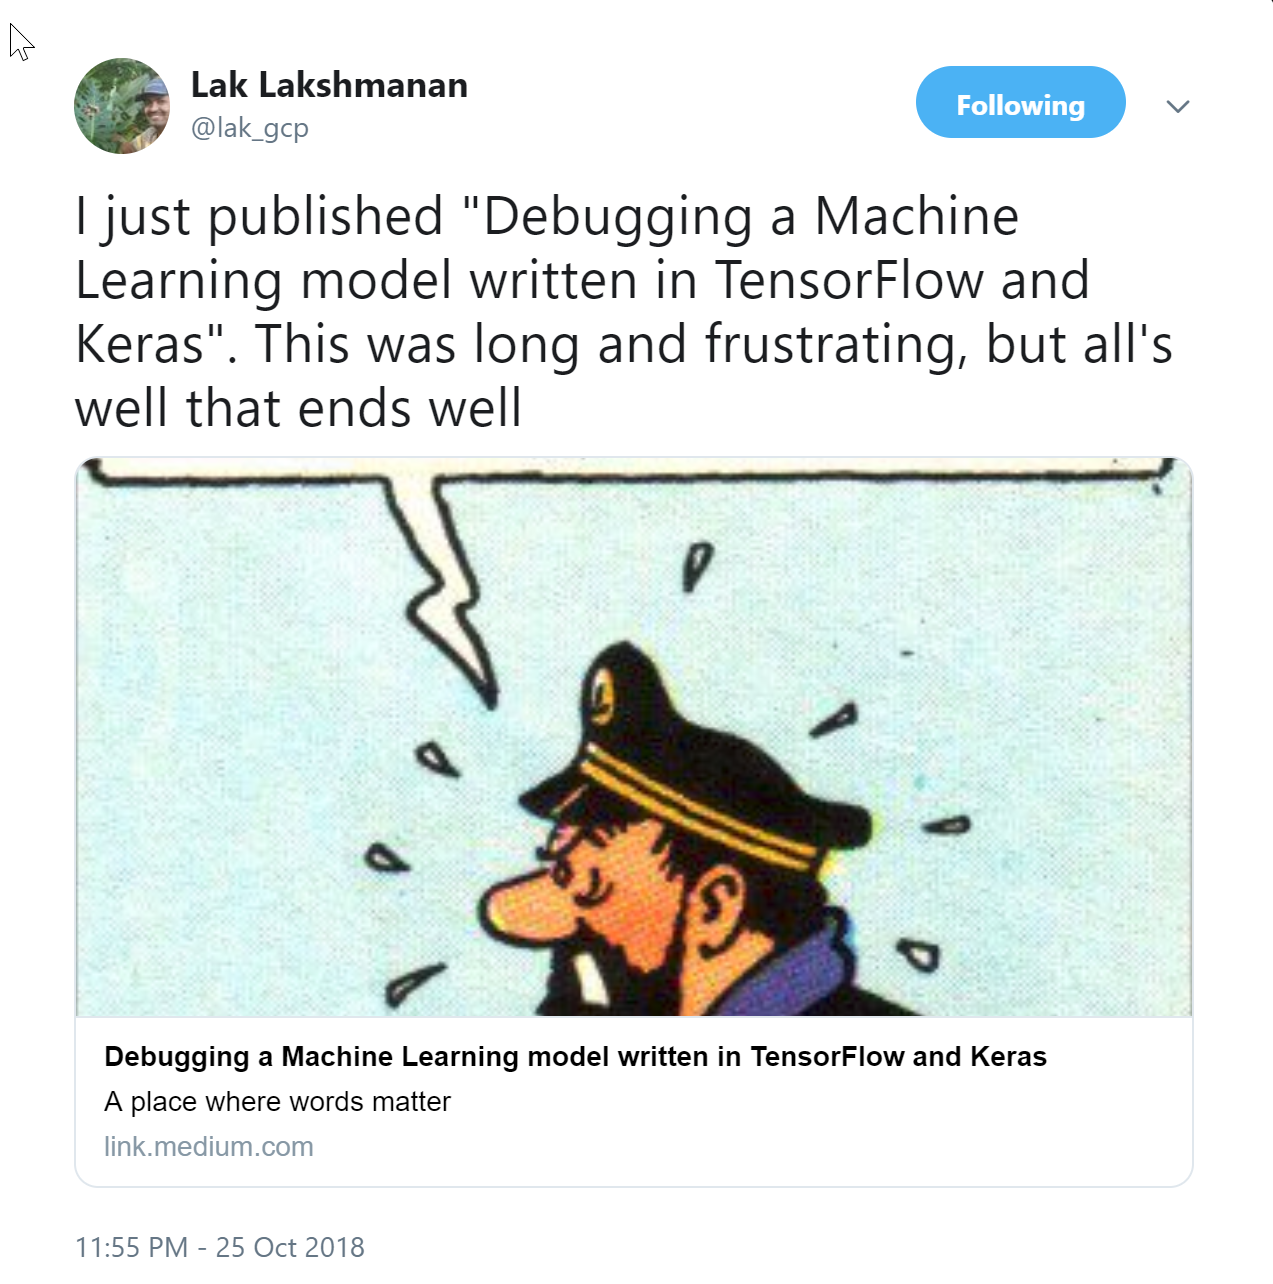 Lak Lakshmanan
@lak_gcp
Following
I just published "Debugging a Machine
Learning model written in TensorFlow and
Keras". This was long and frustrating, but all's
well that ends well
Debugging a Machine Learning model written in TensorFlow and Keras
A place where words matter
link.medium.com
11:55 PM - 25 Oct 2018